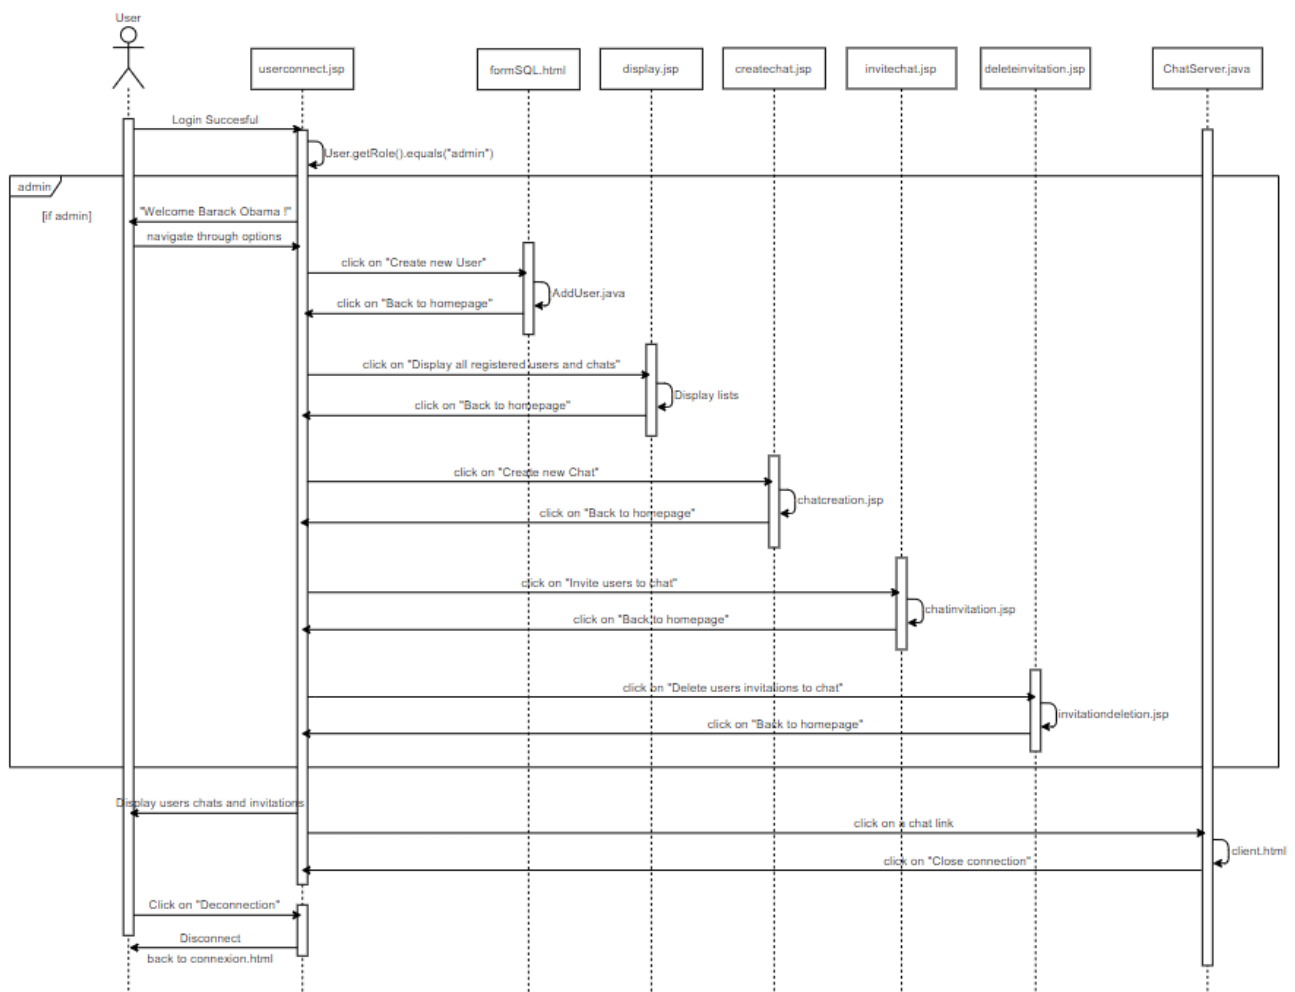 User
userconnect.jsp
formSQL.html
display.jsp
createchat.jsp
invitechat.jsp
deleteinvitation.jsp
ChatServer.java
Login Succesful
User.getRole().equals("admin")
admin
[if admin]
"Welcome Barack Obama !"
navigate through options
click on "Create new User"
AddUser.java
click on "Back to homepage"
click on "Display all registered users and chats"
Display lists
click on "Back to homepage"
click on "Create new Chat"
chatcreation.jsp
click on "Back to homepage"
click on "Invite users to chat"
chatinvitation.jsp
click on "Back to homepage"
click on "Delete users invitations to chat"
invitationdeletion.jsp
click on "Back to homepage"
Display users chats and invitations
click on a chat link
client.html
click on "Close connection"
Click on "Deconnection"
Disconnect
back to connexion.html